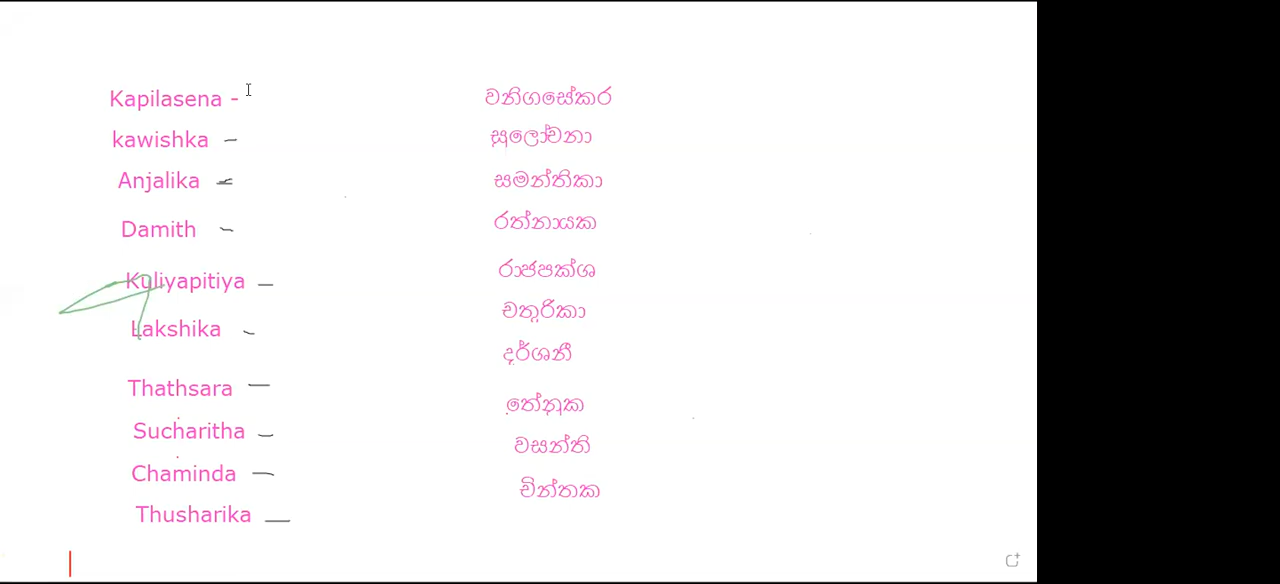 Kapilasena -
kawishka -
Anjalika -
Damith -
Kuliyapitiya -
Lakshika -
Thathsara -
Sucharitha -
Chaminda -
Thusharika -
වනිගසේකර
සුලෝචනා
සමන්තිකා
රත්නායක
රාජපක්ශ
චතුරිකා
දර්ශනී
තේනුක
වසන්ති
චින්තක